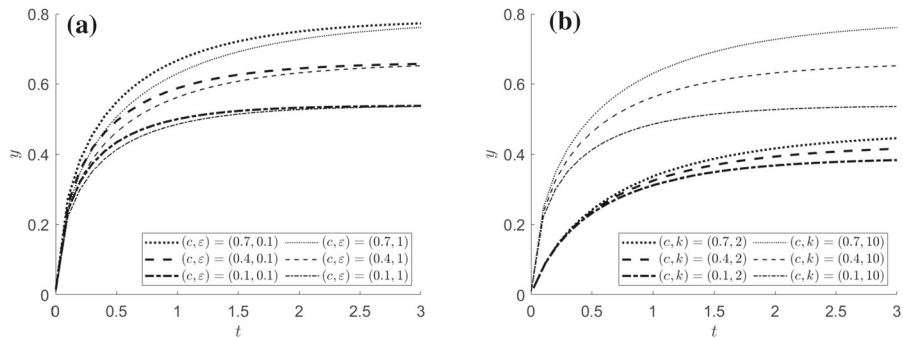 (a)
0.8
0.6
0.4
0.2
0
y
0 0.5 1 1.5 2 2.5 3
t
(c, ε) = (0.7, 0.1) (c, ε) = (0.7, 1)
(c, ε) = (0.4, 0.1) (c, ε) = (0.4, 1)
(c, ε) = (0.1, 0.1) (c, ε) = (0.1, 1)
(b)
0.8
0.6
0.4
0.2
0
y
0 0.5 1 1.5 2 2.5 3
t
(c, k) = (0.7, 2) (c, k) = (0.7, 10)
(c, k) = (0.4, 2) (c, k) = (0.4, 10)
(c, k) = (0.1, 2) (c, k) = (0.1, 10)